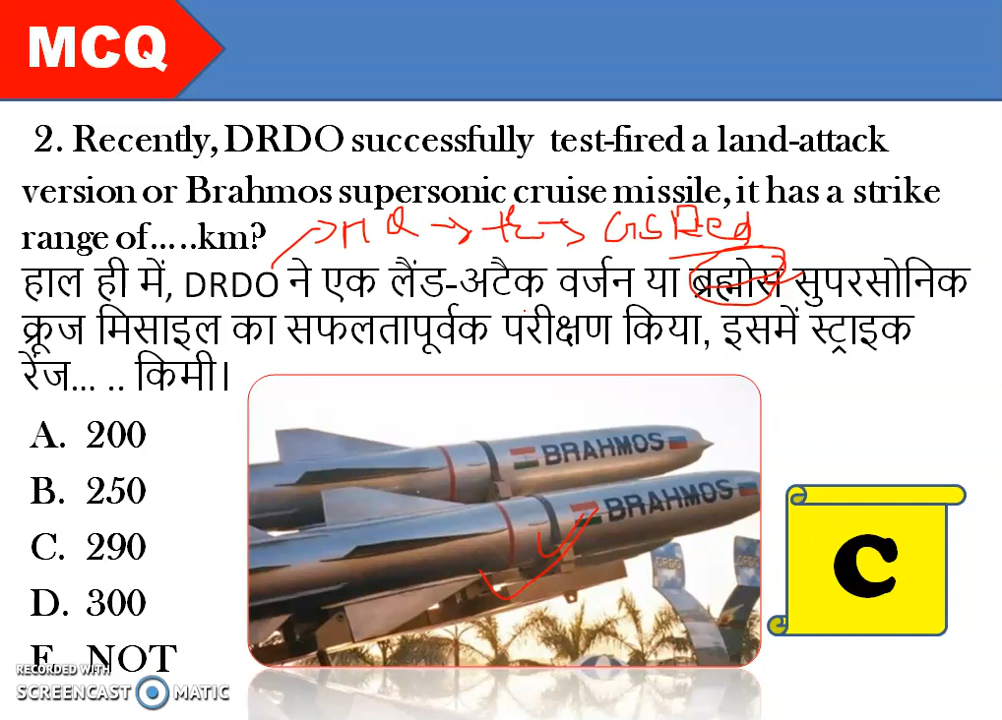 MCQ
2. Recently, DRDO successfully test-fired a land-attack
version or Brahmos supersonic cruise missile, it has a strike
range of.....km?
हाल ही में, DRDO ने एक लैंड-अटैक वर्जन या ब्रह्मोस सुपरसोनिक
क्रूज मिसाइल का सफलतापूर्वक परीक्षण किया, इसमें स्ट्राइक
रेंज... .. किमी।
A. 200
B. 250
C. 290
D. 300
E. NOT
BRAHMOS
BRAHMOS
C
RECORDED WITH
SCREENCAST MATIC